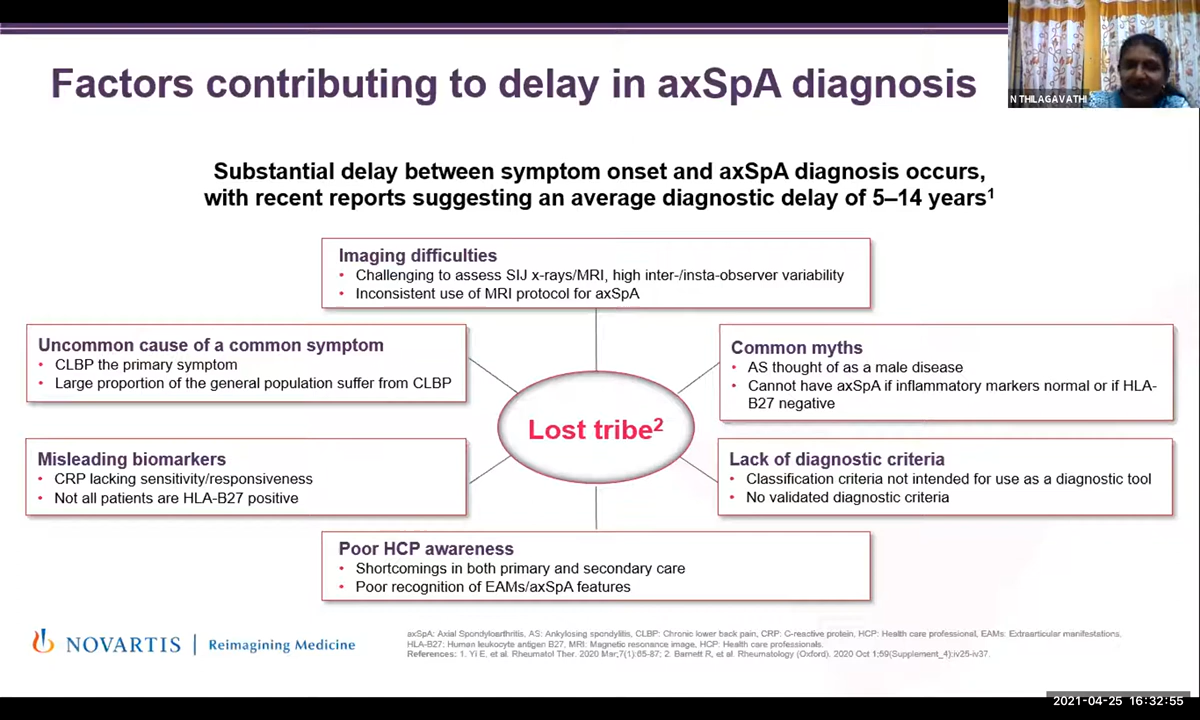 Factors contributing to delay in axSpA diagnosis
N THILAGAVATHI
Substantial delay between symptom onset and axSpA diagnosis occurs,
with recent reports suggesting an average diagnostic delay of 5–14 years¹
Imaging difficulties
• Challenging to assess SIJ x-rays/MRI, high inter-/insta-observer variability
• Inconsistent use of MRI protocol for axSpA
Uncommon cause of a common symptom
• CLBP the primary symptom
• Large proportion of the general population suffer from CLBP
Common myths
• AS thought of as a male disease
• Cannot have axSpA if inflammatory markers normal or if HLA-
B27 negative
Lost tribe²
Misleading biomarkers
• CRP lacking sensitivity/responsiveness
• Not all patients are HLA-B27 positive
Lack of diagnostic criteria
• Classification criteria not intended for use as a diagnostic tool
• No validated diagnostic criteria
Poor HCP awareness
• Shortcomings in both primary and secondary care
• Poor recognition of EAMs/axSpA features
NOVARTIS | Reimagining Medicine
axSpA: Axial Spondyloarthritis, AS: Ankylosing spondylitis, CLBP: Chronic lower back pain, CRP: C-reactive protein, HCP: Health care professional, EAMs: Extraarticular manifestations,
HLA-B27: Human leukocyte antigen B27, MRI: Magnetic resonance image, HCP: Health care professionals.
References: 1. Yi E, et al. Rheumatol Ther. 2020 Mar;7(1):65-87; 2. Barnett R, et al. Rheumatology (Oxford). 2020 Oct 1;59(Supplement_4):iv25-iv37.
2021-04-25 16:32:55